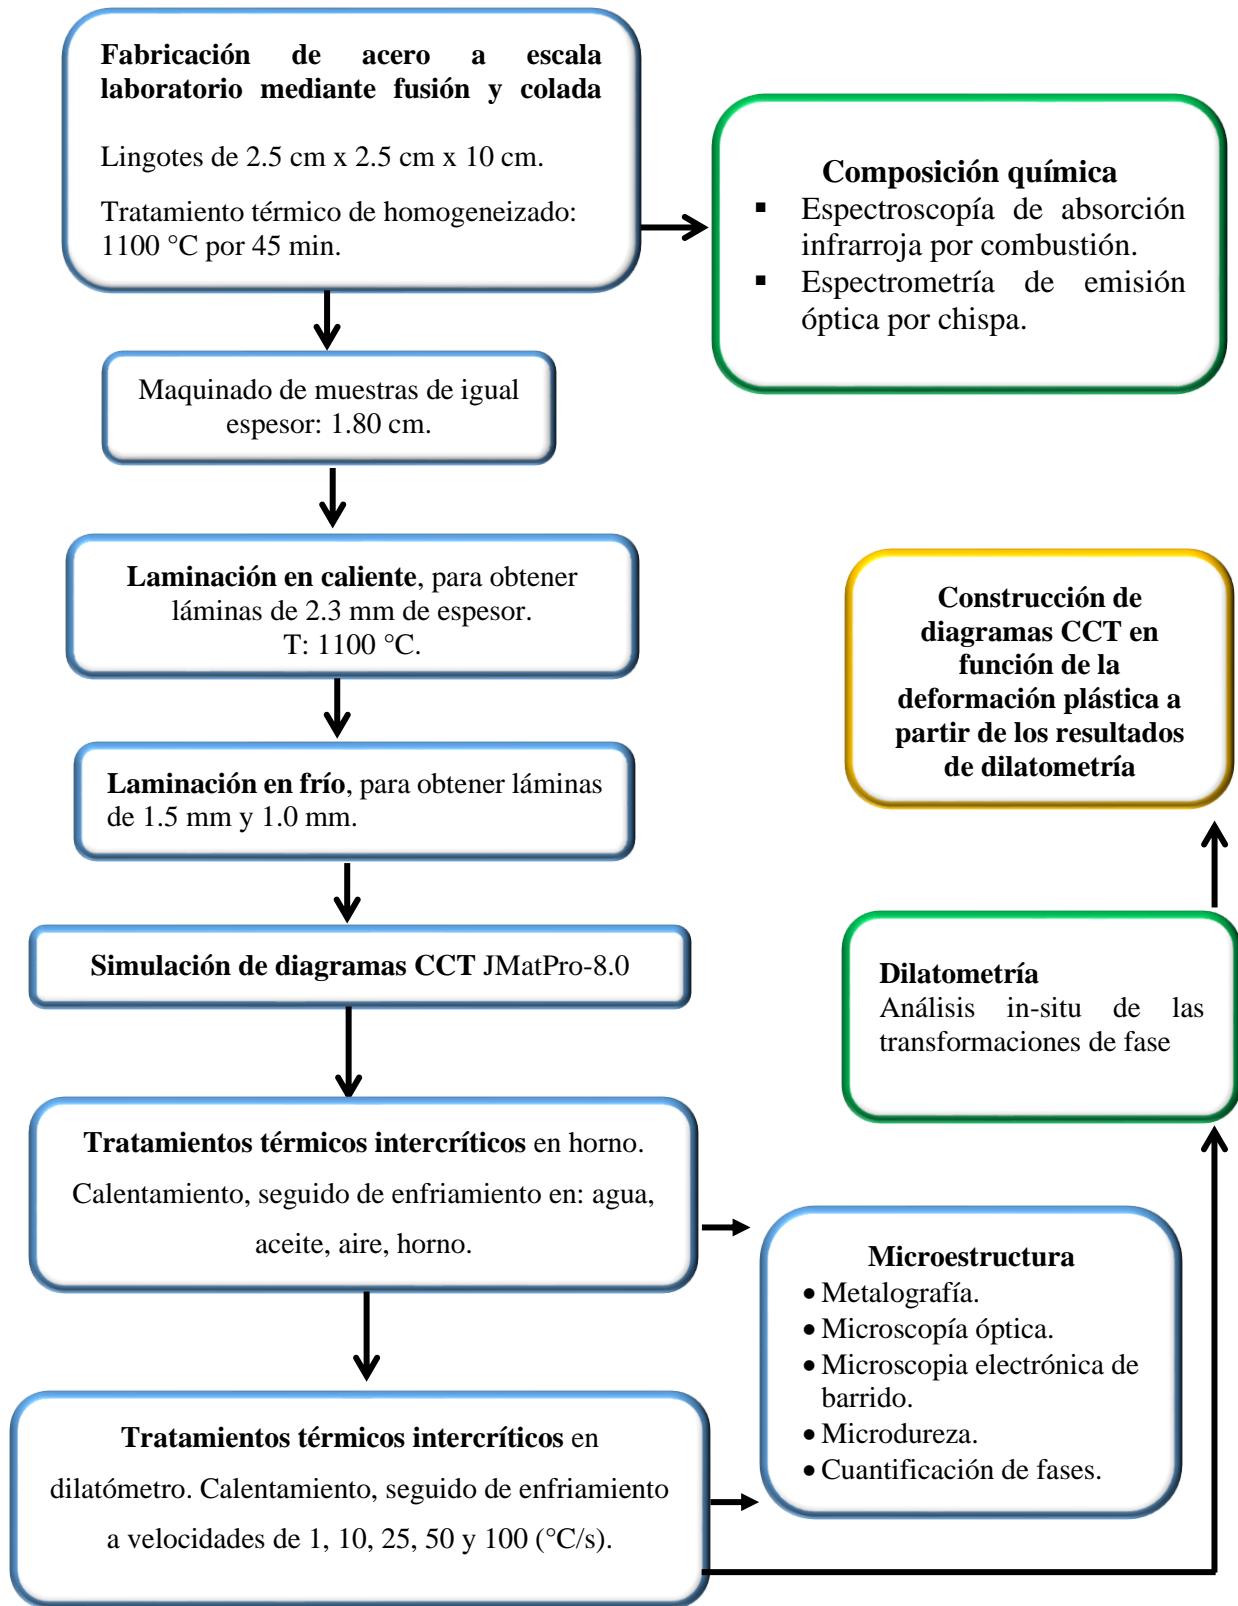 Fabricación de acero a escala
laboratorio mediante fusión y colada
Lingotes de 2.5 cm x 2.5 cm x 10 cm.
Tratamiento térmico de homogeneizado:
1100 °C por 45 min.
Composición química
▪ Espectroscopía de absorción
infrarroja por combustión.
▪ Espectrometría de emisión
óptica por chispa.
Maquinado de muestras de igual
espesor: 1.80 cm.
Laminación en caliente, para obtener
láminas de 2.3 mm de espesor.
T: 1100 °C.
Laminación en frío, para obtener láminas
de 1.5 mm y 1.0 mm.
Simulación de diagramas CCT JMatPro-8.0
Tratamientos térmicos intercríticos en horno.
Calentamiento, seguido de enfriamiento en: agua,
aceite, aire, horno.
Tratamientos térmicos intercríticos en
dilatómetro. Calentamiento, seguido de enfriamiento
a velocidades de 1, 10, 25, 50 y 100 (°C/s).
Microestructura
• Metalografía.
• Microscopía óptica.
• Microscopia electrónica de
barrido.
• Microdureza.
• Cuantificación de fases.
Dilatometría
Análisis in-situ de las
transformaciones de fase
Construcción de
diagramas CCT en
función de la
deformación plástica a
partir de los resultados
de dilatometría